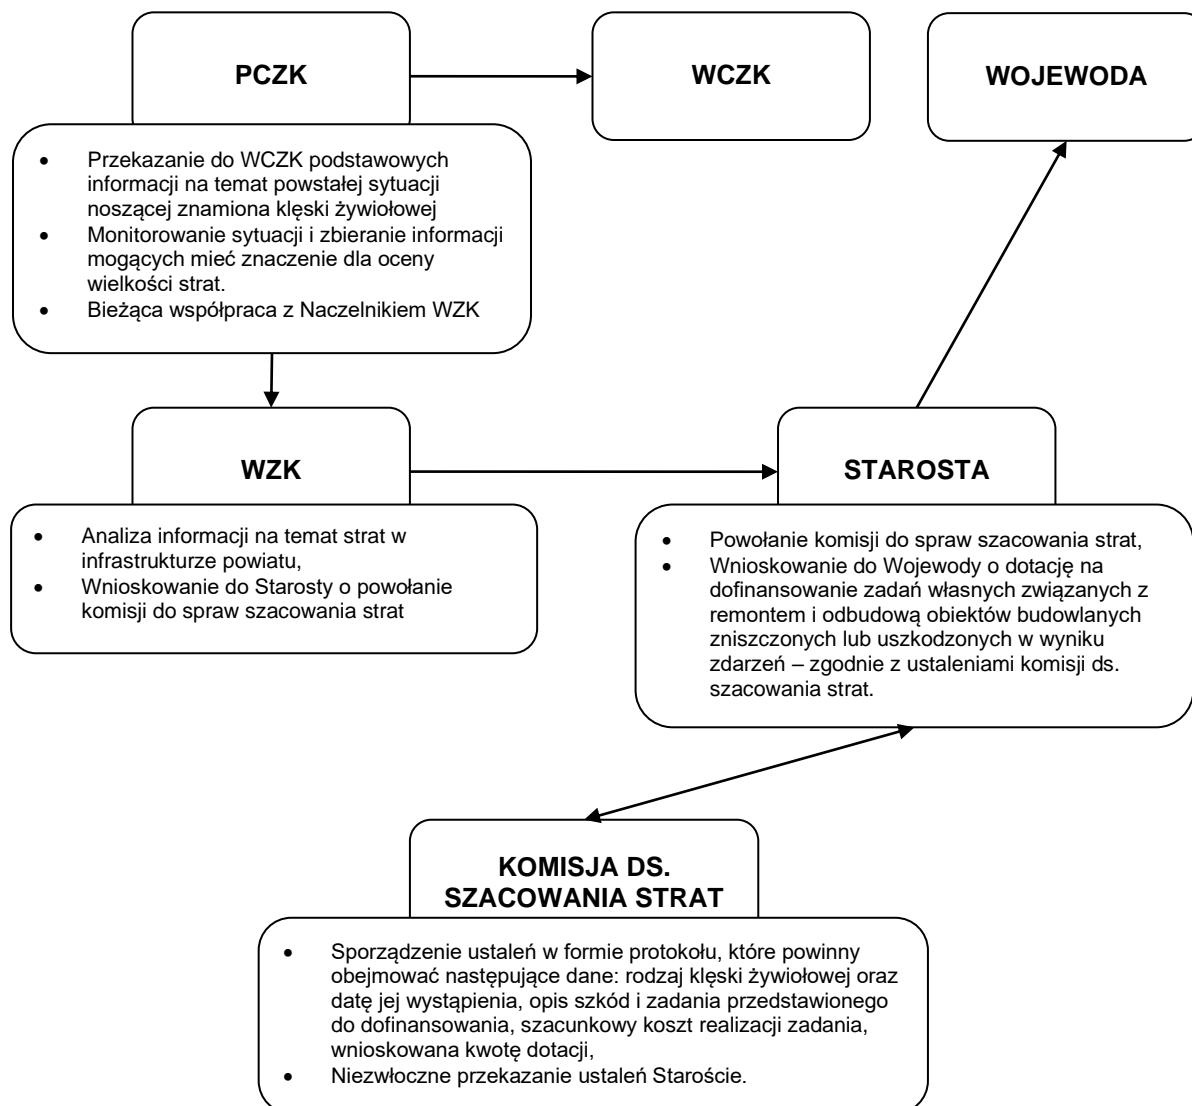 PCZK
WCZK
WOJEWODA
• Przekazanie do WCZK podstawowych
informacji na temat powstałej sytuacji
noszącej znamiona klęski żywiołowej
• Monitorowanie sytuacji i zbieranie informacji
mogących mieć znaczenie dla oceny
wielkości strat.
• Bieżąca współpraca z Naczelnikiem WZK
WZK
STAROSTA
• Analiza informacji na temat strat w
infrastrukturze powiatu,
• Wnioskowanie do Starosty o powołanie
komisji do spraw szacowania strat
• Powołanie komisji do spraw szacowania strat,
• Wnioskowanie do Wojewody o dotację na
dofinansowanie zadań własnych związanych z
remontem i odbudową obiektów budowlanych
zniszczonych lub uszkodzonych w wyniku
zdarzeń – zgodnie z ustaleniami komisji ds.
szacowania strat.
KOMISJA DS.
SZACOWANIA STRAT
• Sporządzenie ustaleń w formie protokołu, które powinny
obejmować następujące dane: rodzaj klęski żywiołowej oraz
datę jej wystąpienia, opis szkód i zadania przedstawionego
do dofinansowania, szacunkowy koszt realizacji zadania,
wnioskowana kwotę dotacji,
• Niezwłoczne przekazanie ustaleń Staroście.